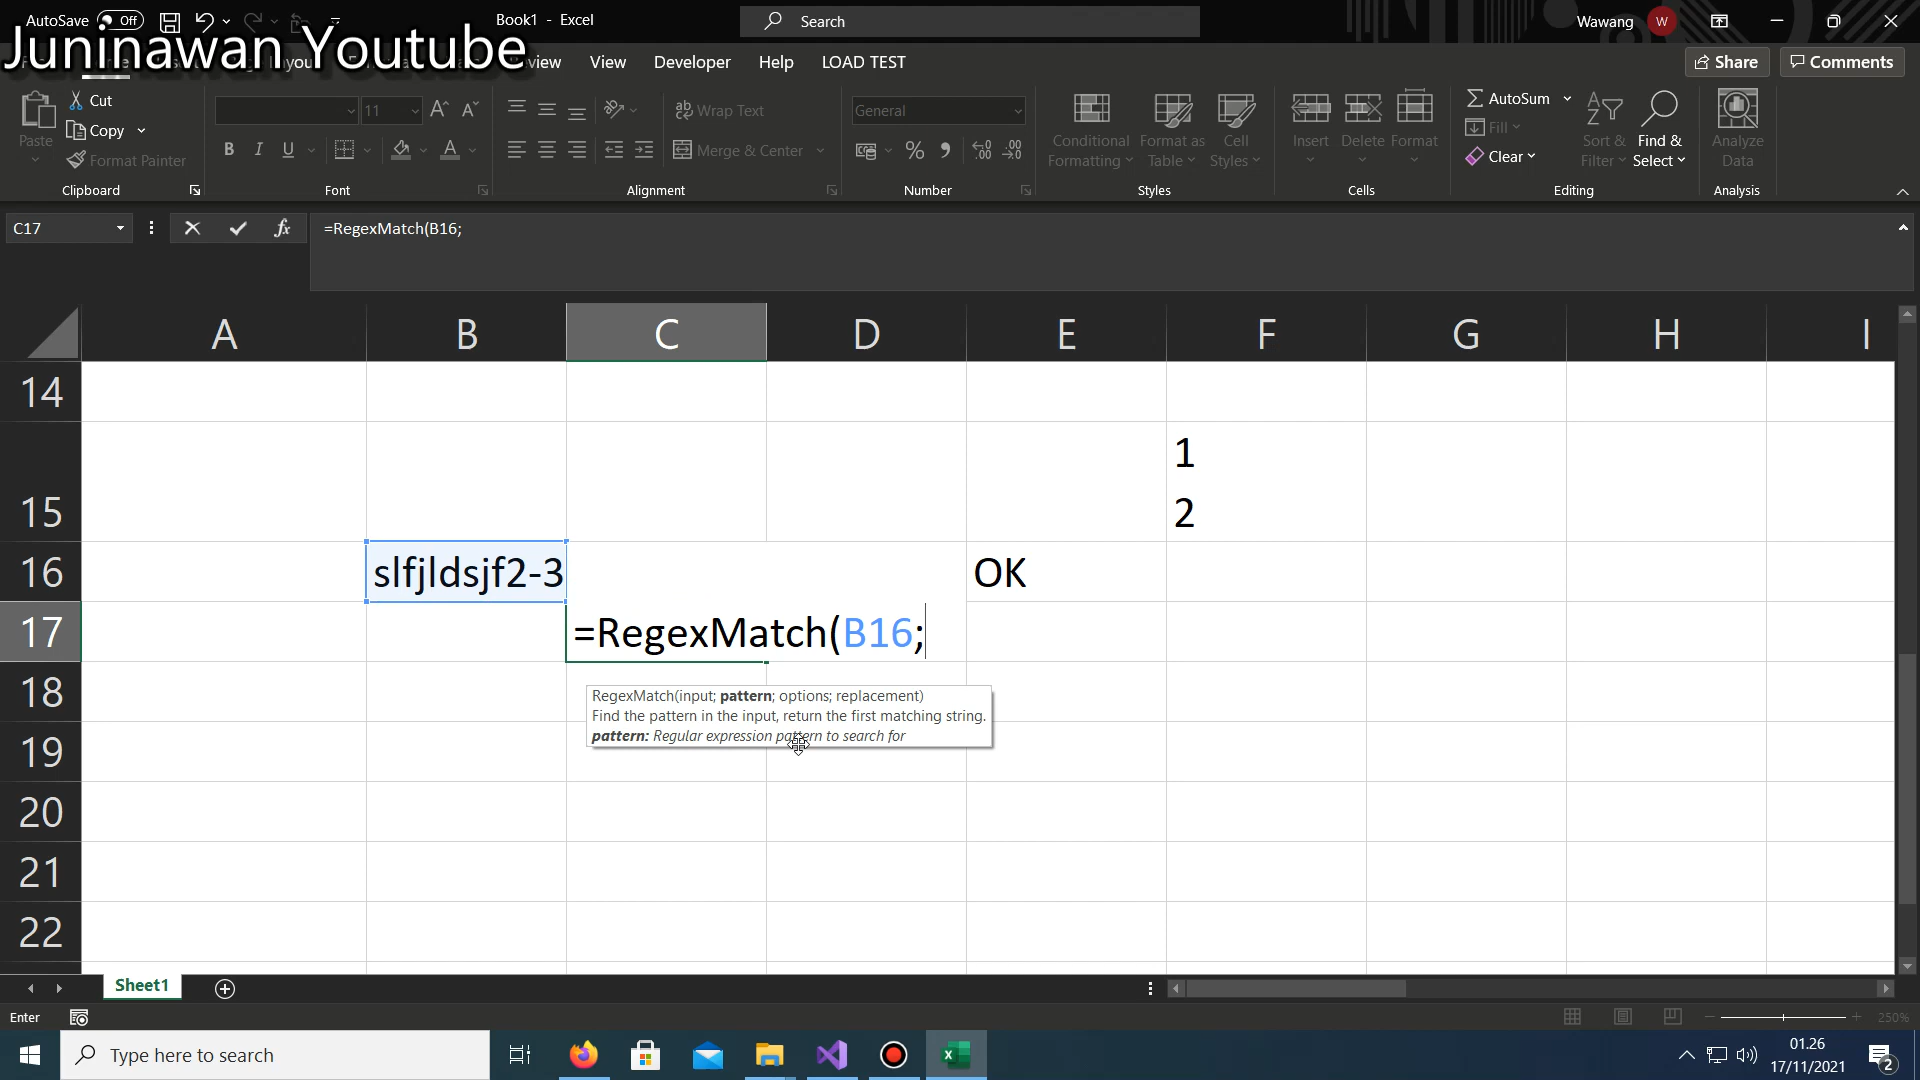 AutoSave Off
Book1 - Excel
Search
Wawang
W
Juninawan Youtube
View
Developer
Help
LOAD TEST
Share
Comments
Paste
Cut
Copy
Format Painter
Clipboard
11
B I U
Font
Wrap Text
Merge & Center
Alignment
General
Number
Conditional Formatting
Format as Table
Cell Styles
Styles
Insert
Delete
Format
Cells
AutoSum
Fill
Clear
Sort & Filter
Find & Select
Editing
Analyze Data
Analysis
C17
fx
=RegexMatch(B16;
A B C D E F G H I
14
1
2
15
16 slfjldsjf2-3 OK
17 =RegexMatch(B16;
RegexMatch(input; pattern; options; replacement)
Find the pattern in the input, return the first matching string.
pattern: Regular expression pattern to search for
18
19
20
21
22
Sheet1
Enter
250%
Type here to search
01.26
17/11/2021
2